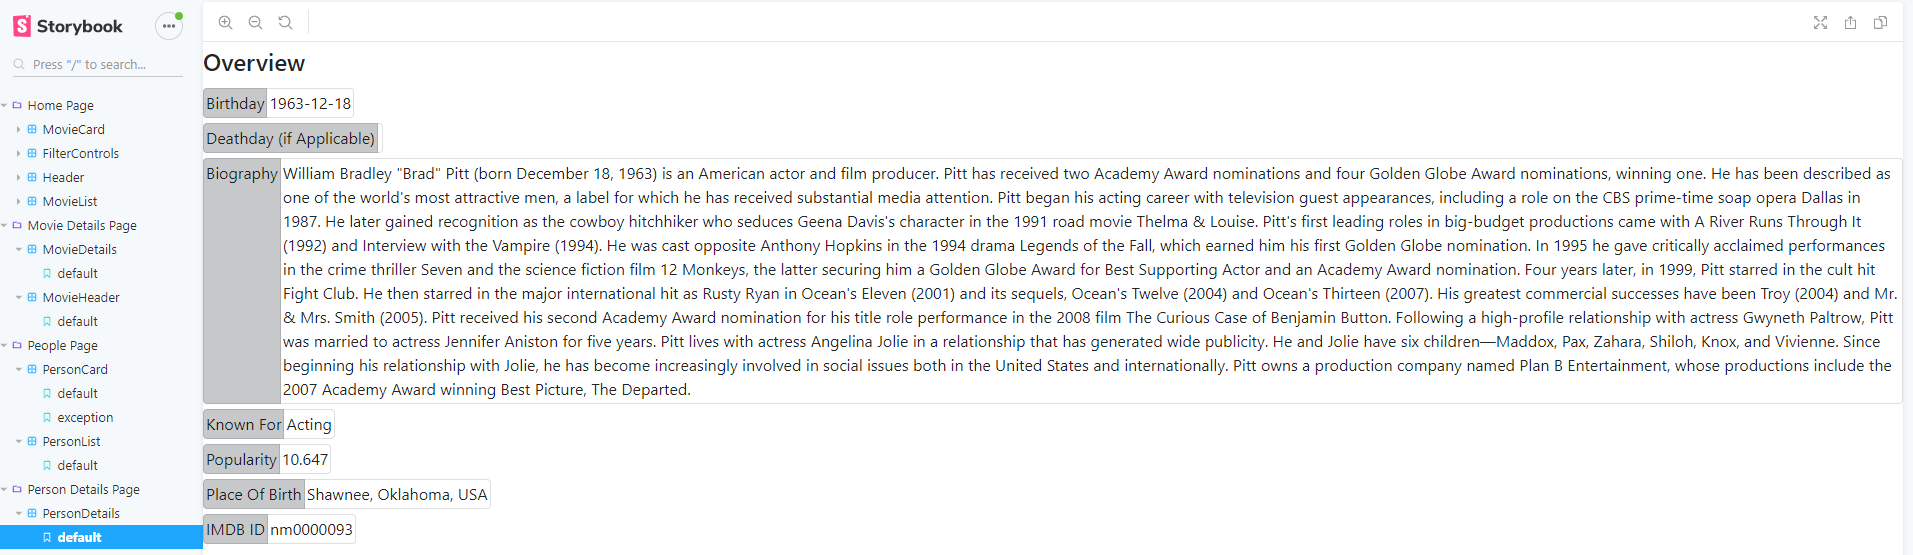 Storybook
Press "/" to search...
Home Page
MovieCard
FilterControls
Header
MovieList
Movie Details Page
MovieDetails
default
MovieHeader
default
People Page
PersonCard
default
exception
PersonList
default
Person Details Page
PersonDetails
default
Overview
Birthday 1963-12-18
Deathday (if Applicable)
Biography William Bradley "Brad" Pitt (born December 18, 1963) is an American actor and film producer. Pitt has received two Academy Award nominations and four Golden Globe Award nominations, winning one. He has been described as
one of the world's most attractive men, a label for which he has received substantial media attention. Pitt began his acting career with television guest appearances, including a role on the CBS prime-time soap opera Dallas in
1987. He later gained recognition as the cowboy hitchhiker who seduces Geena Davis's character in the 1991 road movie Thelma & Louise. Pitt's first leading roles in big-budget productions came with A River Runs Through It
(1992) and Interview with the Vampire (1994). He was cast opposite Anthony Hopkins in the 1994 drama Legends of the Fall, which earned him his first Golden Globe nomination. In 1995 he gave critically acclaimed performances
in the crime thriller Seven and the science fiction film 12 Monkeys, the latter securing him a Golden Globe Award for Best Supporting Actor and an Academy Award nomination. Four years later, in 1999, Pitt starred in the cult hit
Fight Club. He then starred in the major international hit as Rusty Ryan in Ocean's Eleven (2001) and its sequels, Ocean's Twelve (2004) and Ocean's Thirteen (2007). His greatest commercial successes have been Troy (2004) and Mr.
& Mrs. Smith (2005). Pitt received his second Academy Award nomination for his title role performance in the 2008 film The Curious Case of Benjamin Button. Following a high-profile relationship with actress Gwyneth Paltrow, Pitt
was married to actress Jennifer Aniston for five years. Pitt lives with actress Angelina Jolie in a relationship that has generated wide publicity. He and Jolie have six children—Maddox, Pax, Zahara, Shiloh, Knox, and Vivienne. Since
beginning his relationship with Jolie, he has become increasingly involved in social issues both in the United States and internationally. Pitt owns a production company named Plan B Entertainment, whose productions include the
2007 Academy Award winning Best Picture, The Departed.
Known For Acting
Popularity 10.647
Place Of Birth Shawnee, Oklahoma, USA
IMDB ID nm0000093